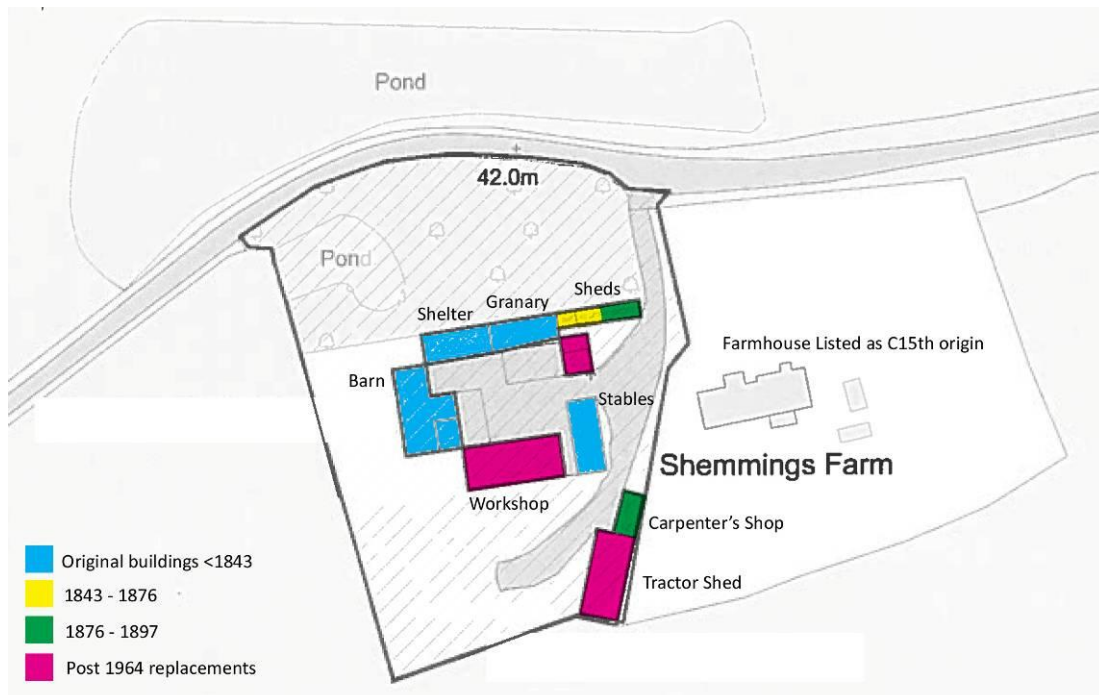 Pond
42.0m
Pond
Sheds
Granary
Shelter
Farmhouse Listed as C15th origin
Barn
Stables
Shemmings Farm
Workshop
Carpenter's Shop
Tractor Shed
Original buildings <1843
1843 - 1876
1876 - 1897
Post 1964 replacements